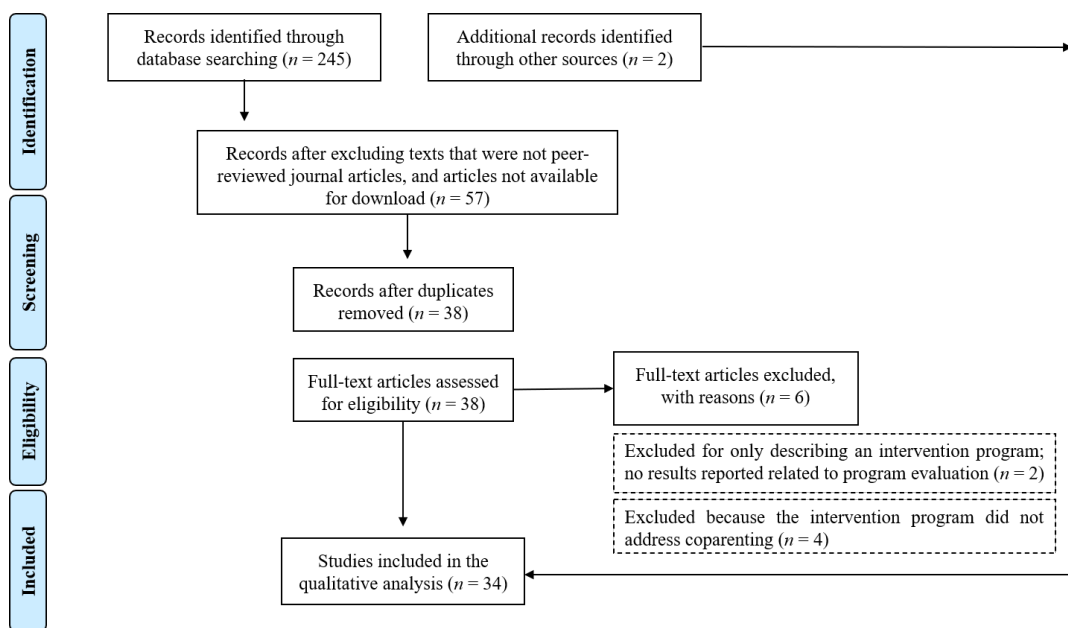 Identification
Records identified through
database searching (n = 245)
Additional records identified
through other sources (n = 2)
Records after excluding texts that were not peer-
reviewed journal articles, and articles not available
for download (n = 57)
Screening
Records after duplicates
removed (n = 38)
Eligibility
Full-text articles assessed
for eligibility (n = 38)
Full-text articles excluded,
with reasons (n = 6)
Excluded for only describing an intervention program;
no results reported related to program evaluation (n = 2)
Excluded because the intervention program did not
address coparenting (n = 4)
Included
Studies included in the
qualitative analysis (n = 34)